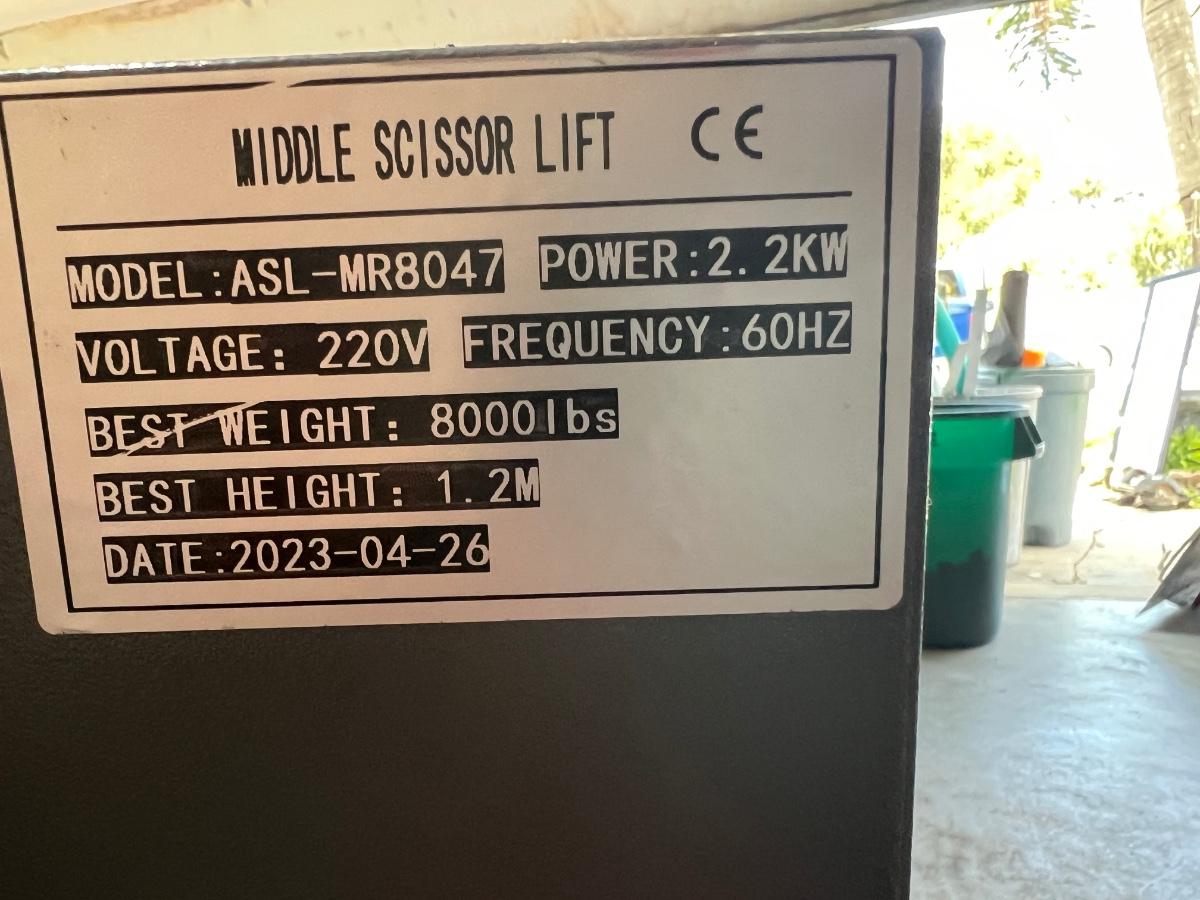 MIDDLE SCISSOR LIFT CE
MODEL:ASL-MR8047 POWER:2.2KW
VOLTAGE: 220V FREQUENCY:60HZ
BEST WEIGHT: 8000lbs
BEST HEIGHT: 1.2M
DATE:2023-04-26